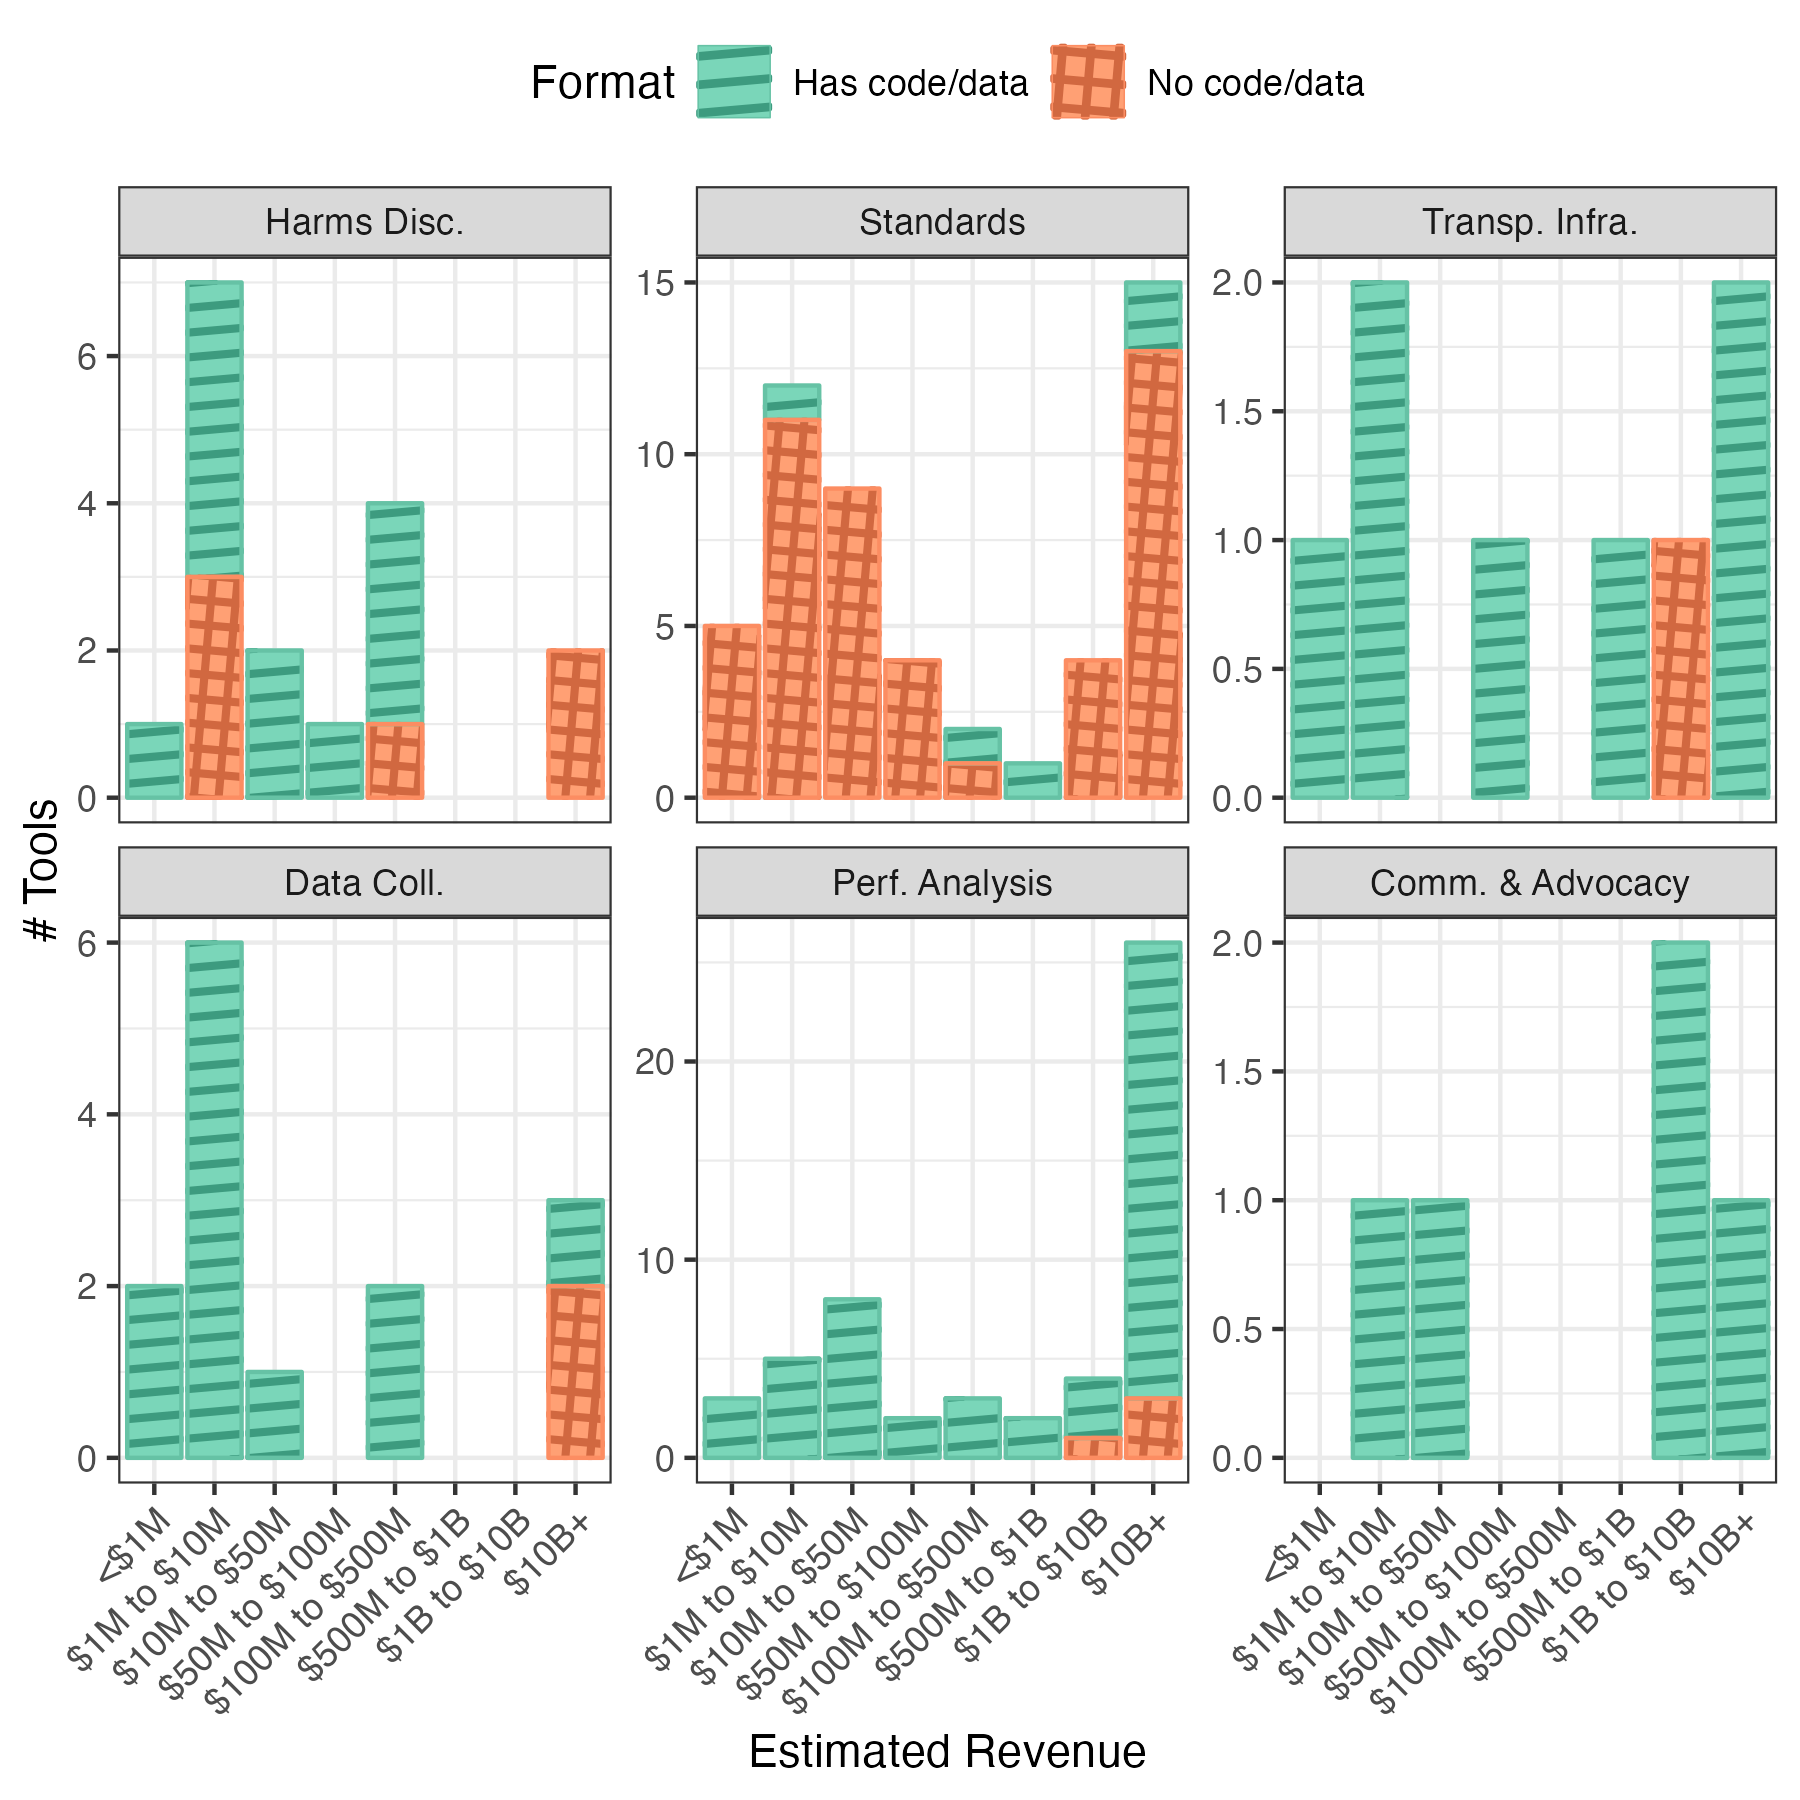 Format Has code/data No code/data
Harms Disc. Standards Transp. Infra.
6
4
2
0
15
10
5
0
2.0
1.5
1.0
0.5
0.0
# Tools
Data Coll. Perf. Analysis Comm. & Advocacy
6
4
2
0
20
10
0
2.0
1.5
1.0
0.5
0.0
<$1M
$1M to $10M
$10M to $50M
$50M to $100M
$100M to $500M
$500M to $1B
$1B to $10B
$10B+
<$1M
$1M to $10M
$10M to $50M
$50M to $100M
$100M to $500M
$500M to $1B
$1B to $10B
$10B+
<$1M
$1M to $10M
$10M to $50M
$50M to $100M
$100M to $500M
$500M to $1B
$1B to $10B
$10B+
Estimated Revenue